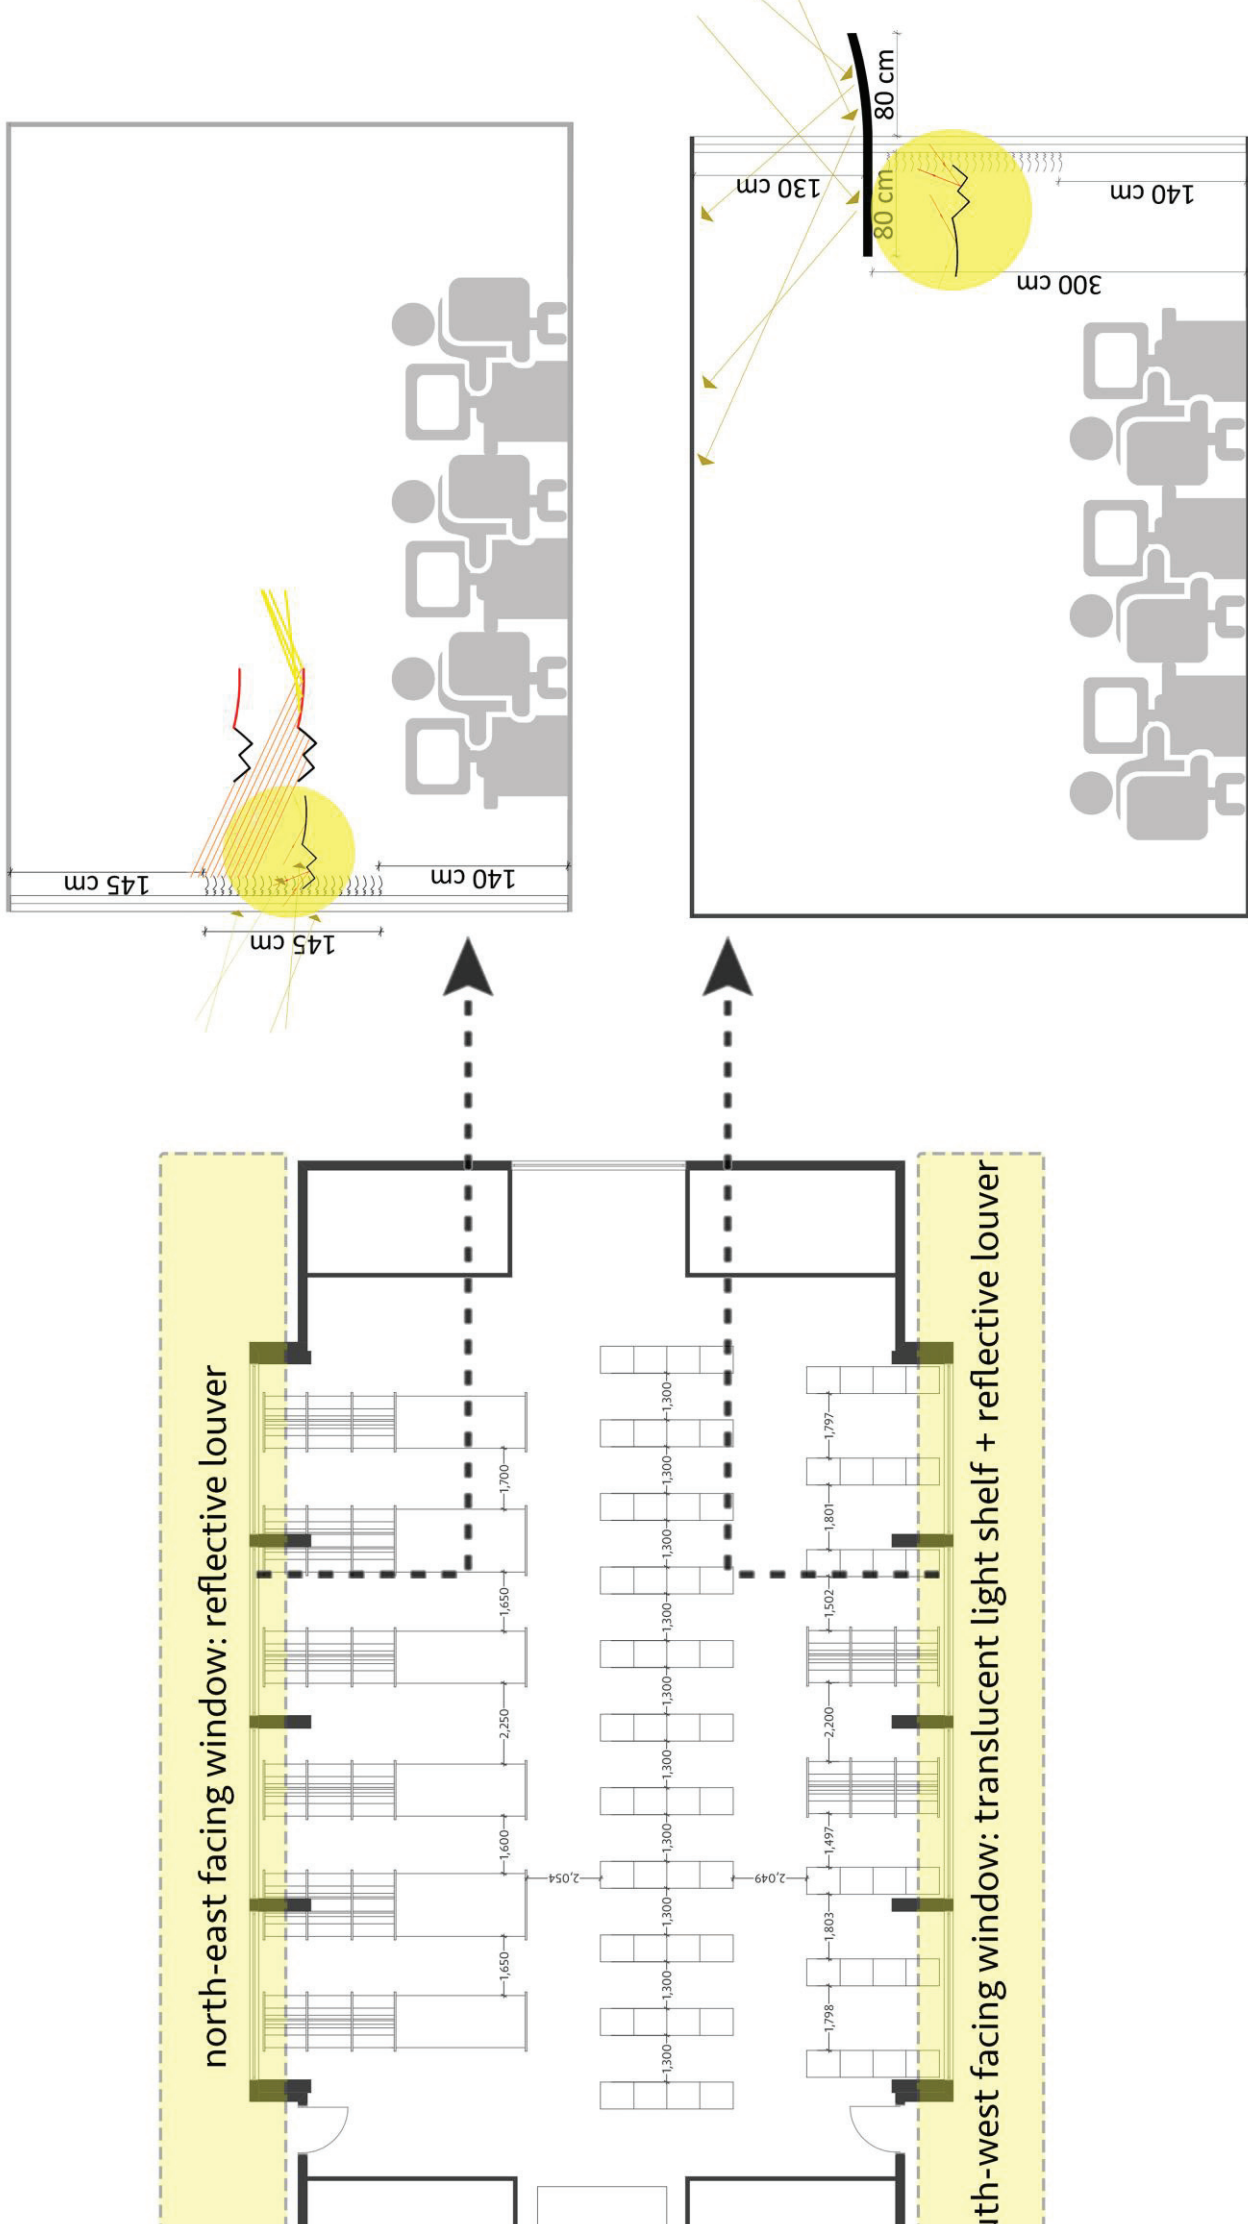 80 cm
130 cm
80 cm
140 cm
300 cm
145 cm
140 cm
145 cm
north-east facing window: reflective louver
1,700
1,650
2,250
1,600
1,650
2,054
1,300
1,300
1,300
1,300
1,300
1,300
1,300
1,300
1,300
1,300
2,049
1,797
1,801
1,502
2,200
1,497
1,803
1,798
uth-west facing window: translucent light shelf + reflective louver